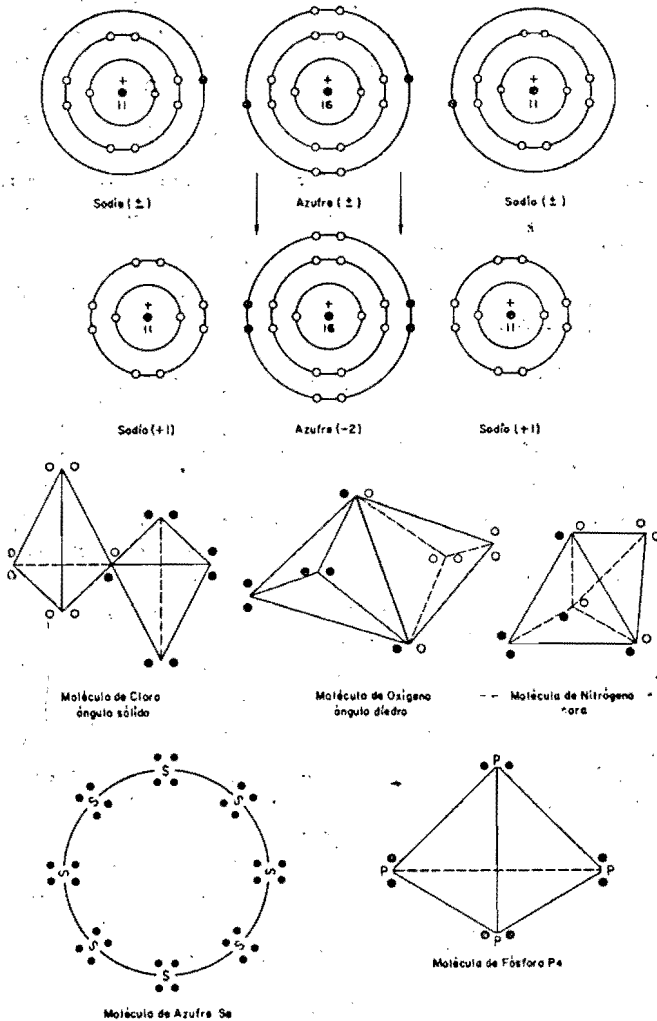 + + +
11 16 11
Sodio (±) Azufre (±) Sodio (±)
+ + +
11 16 11
Sodio (+1) Azufre (-2) Sodio (+1)
Molécula de Cloro
ángulo sólido
Molécula de Oxígeno
ángulo diedro
Molécula de Nitrógeno
cara
S
S S
S S
S S
S
P
P P
P
Molécula de Azufre S8
Molécula de Fósforo P4